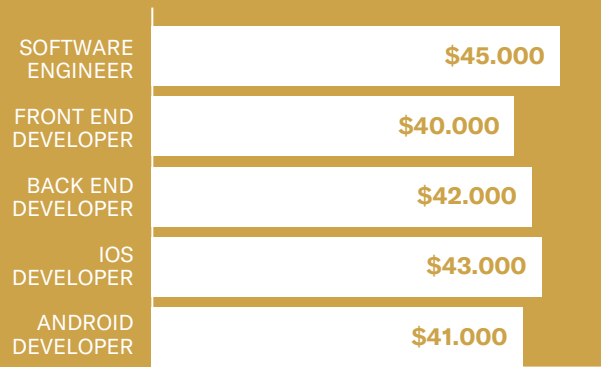 SOFTWARE
ENGINEER
$45.000
FRONT END
DEVELOPER
$40.000
BACK END
DEVELOPER
$42.000
IOS
DEVELOPER
$43.000
ANDROID
DEVELOPER
$41.000